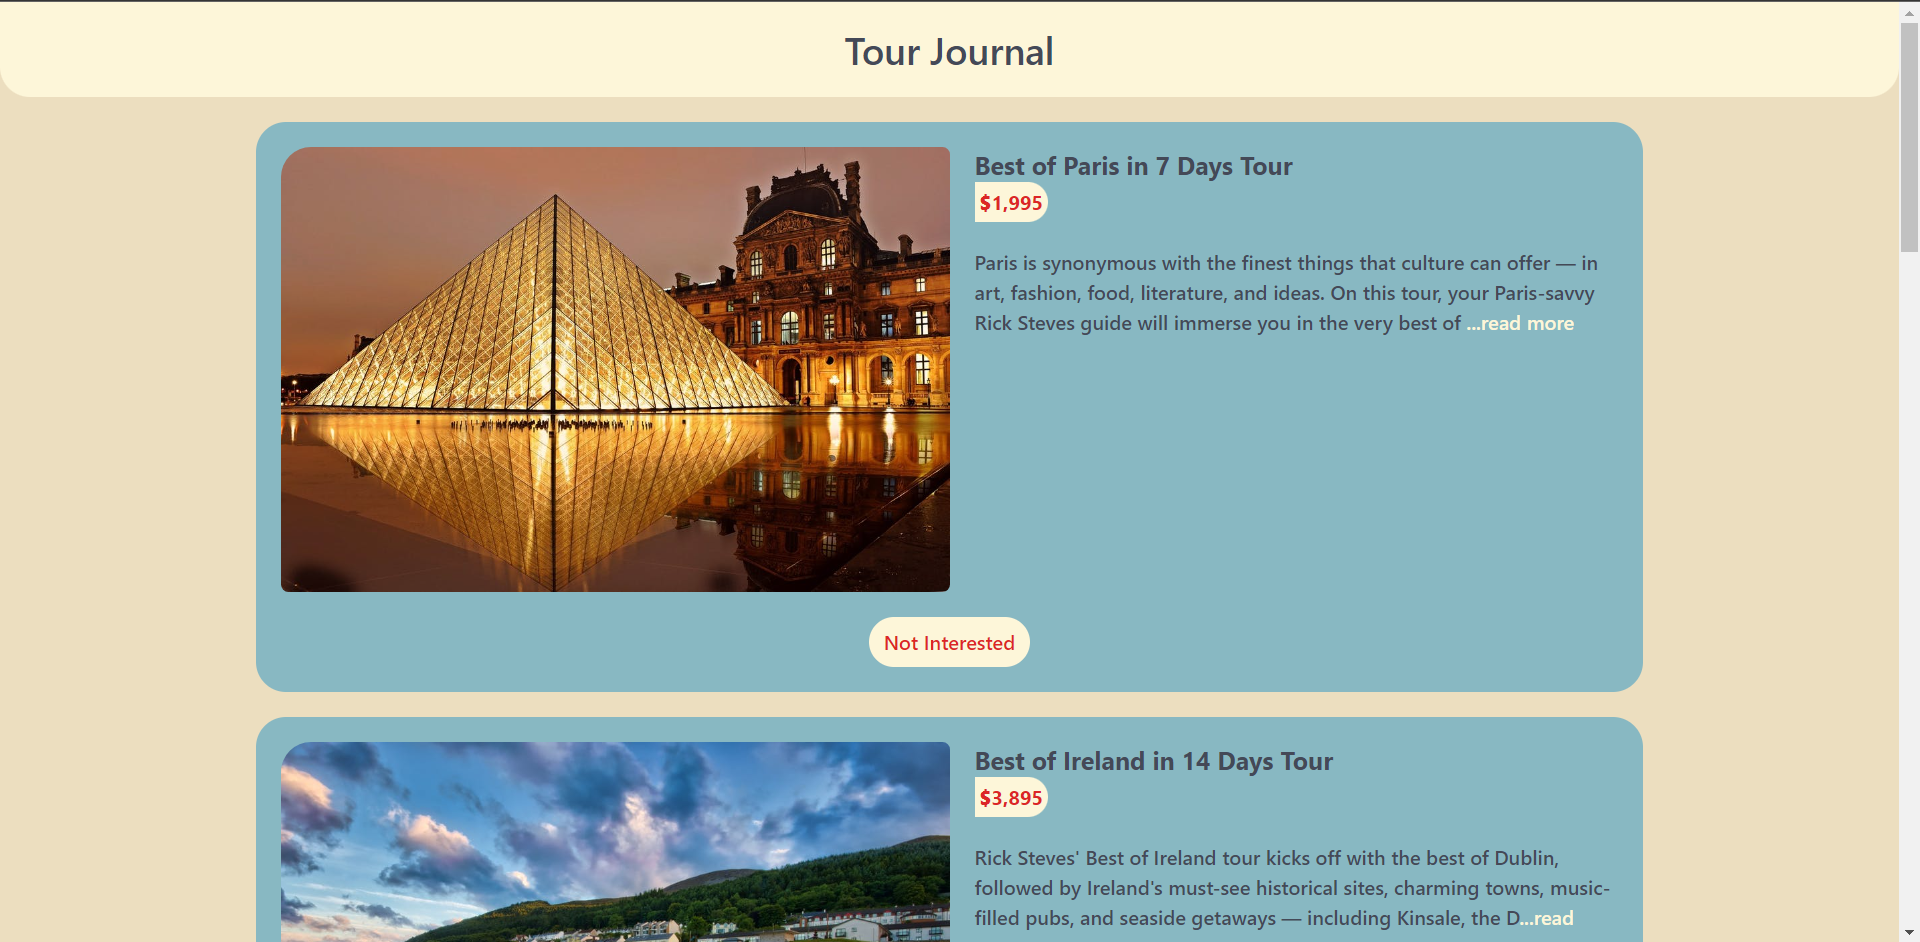 Tour Journal
Best of Paris in 7 Days Tour
$1,995
Paris is synonymous with the finest things that culture can offer — in
art, fashion, food, literature, and ideas. On this tour, your Paris-savvy
Rick Steves guide will immerse you in the very best of ...read more
Not Interested
Best of Ireland in 14 Days Tour
$3,895
Rick Steves' Best of Ireland tour kicks off with the best of Dublin,
followed by Ireland's must-see historical sites, charming towns, music-
filled pubs, and seaside getaways — including Kinsale, the D...read